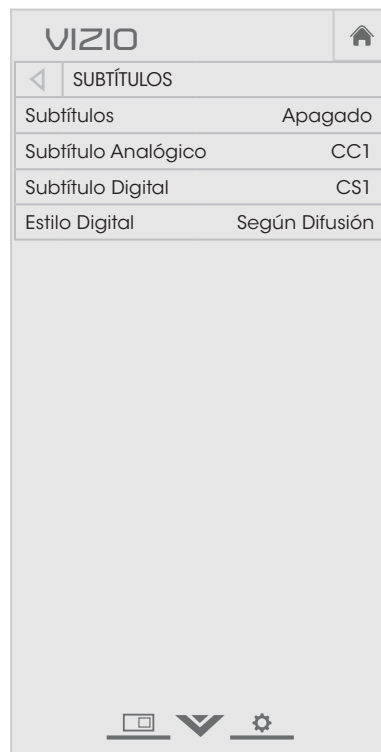 VIZIO
SUBTÍTULOS
Subtítulos Apagado
Subtítulo Analógico CC1
Subtítulo Digital CS1
Estilo Digital Según Difusión